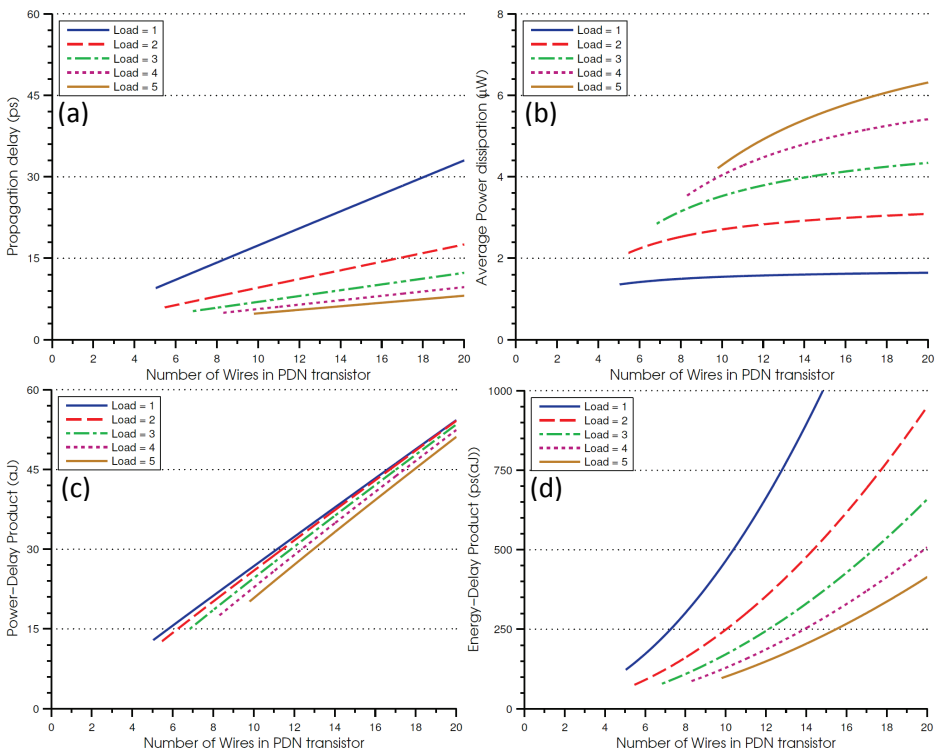 60
45
30
15
0
Propagation delay (ps)
Load = 1
Load = 2
Load = 3
Load = 4
Load = 5
(a)
0 2 4 6 8 10 12 14 16 18 20
Number of Wires in PDN transistor
8
6
4
2
0
Average Power dissipation (μW)
Load = 1
Load = 2
Load = 3
Load = 4
Load = 5
(b)
0 2 4 6 8 10 12 14 16 18 20
Number of Wires in PDN transistor
60
45
30
15
0
Power-Delay Product (aJ)
Load = 1
Load = 2
Load = 3
Load = 4
Load = 5
(c)
0 2 4 6 8 10 12 14 16 18 20
Number of Wires in PDN transistor
1000
750
500
250
0
Energy-Delay Product (ps(aJ))
Load = 1
Load = 2
Load = 3
Load = 4
Load = 5
(d)
0 2 4 6 8 10 12 14 16 18 20
Number of Wires in PDN transistor